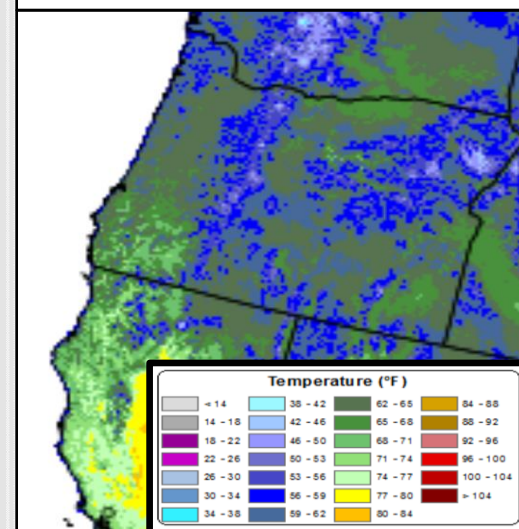 Temperature (°F)
< 14 38 - 42 62 - 65 84 - 88
14 - 18 42 - 46 65 - 68 88 - 92
18 - 22 46 - 50 68 - 71 92 - 96
22 - 26 50 - 53 71 - 74 96 - 100
26 - 30 53 - 56 74 - 77 100 - 104
30 - 34 56 - 59 77 - 80 > 104
34 - 38 59 - 62 80 - 84